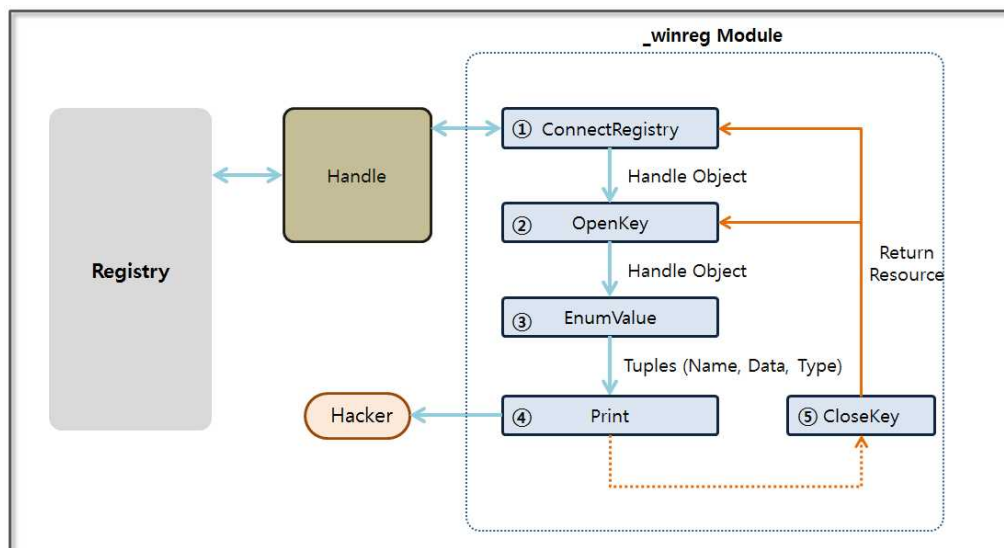 _winreg Module
① ConnectRegistry
Handle
Handle Object
② OpenKey
Registry
Handle Object
Return
Resource
③ EnumValue
Tuples (Name, Data, Type)
Hacker
④ Print
⑤ CloseKey